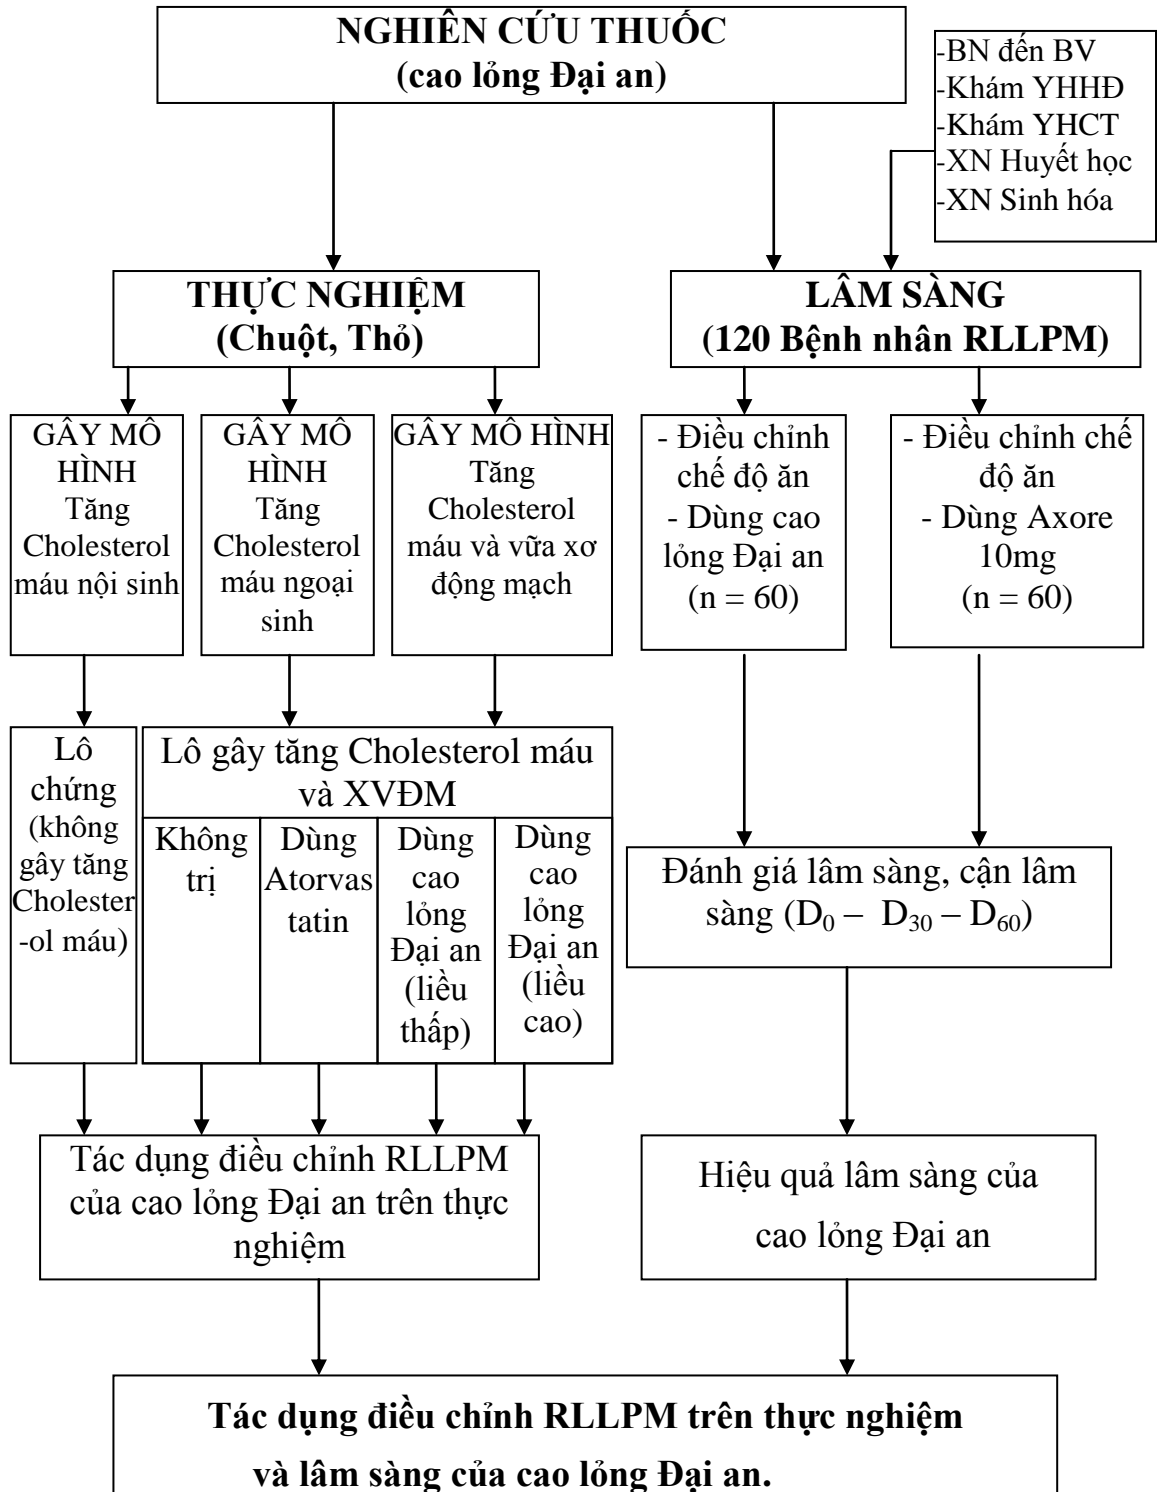 NGHIÊN CỨU THUỐC
(cao lỏng Đại an)
-BN đến BV
-Khám YHHĐ
-Khám YHCT
-XN Huyết học
-XN Sinh hóa
THỰC NGHIỆM
(Chuột, Thỏ)
LÂM SÀNG
(120 Bệnh nhân RLLPM)
GÂY MÔ
HÌNH
Tăng
Cholesterol
máu nội sinh
GÂY MÔ
HÌNH
Tăng
Cholesterol
máu ngoại
sinh
GÂY MÔ HÌNH
Tăng
Cholesterol
máu và vữa xơ
động mạch
- Điều chỉnh
chế độ ăn
- Dùng cao
lỏng Đại an
(n = 60)
- Điều chỉnh chế
độ ăn
- Dùng Axore
10mg
(n = 60)
Lô
chứng
(không
gây tăng
Cholester
-ol máu)
Lô gây tăng Cholesterol máu
và XVĐM
Không
trị
Dùng
Atorvas
tatin
Dùng
cao
lỏng
Đại an
(liều
thấp)
Dùng
cao
lỏng
Đại an
(liều
cao)
Đánh giá lâm sàng, cận lâm
sàng (D0 – D30 – D60)
Tác dụng điều chỉnh RLLPM
của cao lỏng Đại an trên thực
nghiệm
Hiệu quả lâm sàng của
cao lỏng Đại an
Tác dụng điều chỉnh RLLPM trên thực nghiệm
và lâm sàng của cao lỏng Đại an.